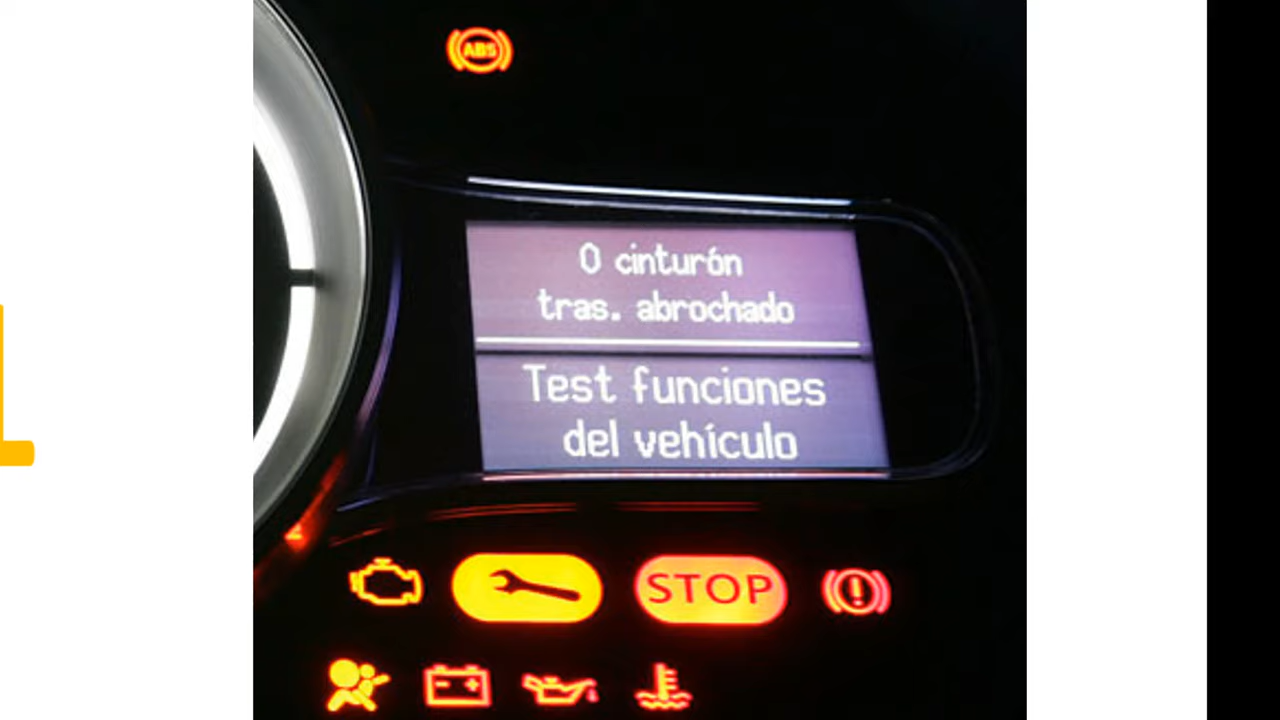 ABS
0 cinturón
tras. abrochado
Test funciones
del vehículo
STOP